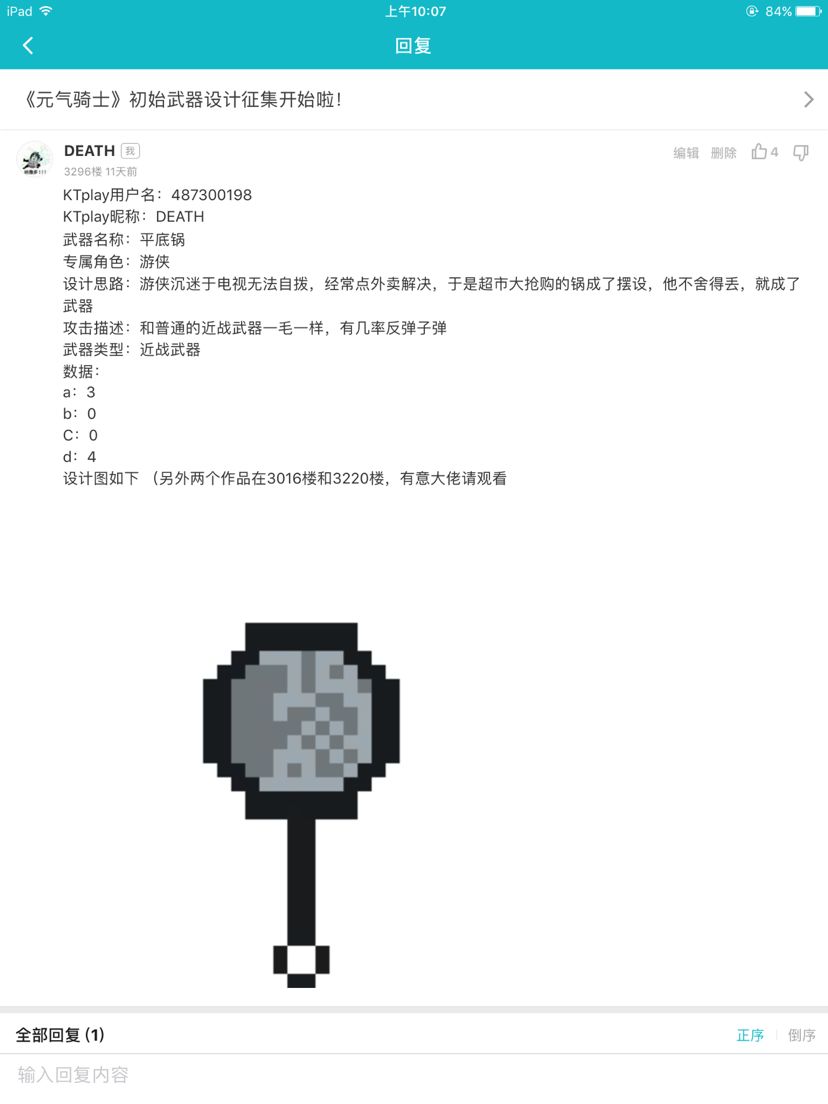 iPad 上午10:07 84%
回复
《元气骑士》初始武器设计征集开始啦！
DEATH 我
编辑 删除 4
3296楼 11天前
KTplay用户名：487300198
KTplay昵称：DEATH
武器名称：平底锅
专属角色：游侠
设计思路：游侠沉迷于电视无法自拨，经常点外卖解决，于是超市大抢购的锅成了摆设，他不舍得丢，就成了
武器
攻击描述：和普通的近战武器一毛一样，有几率反弹子弹
武器类型：近战武器
数据：
a：3
b：0
C：0
d：4
设计图如下 （另外两个作品在3016楼和3220楼，有意大佬请观看
全部回复 (1)
正序 倒序
输入回复内容